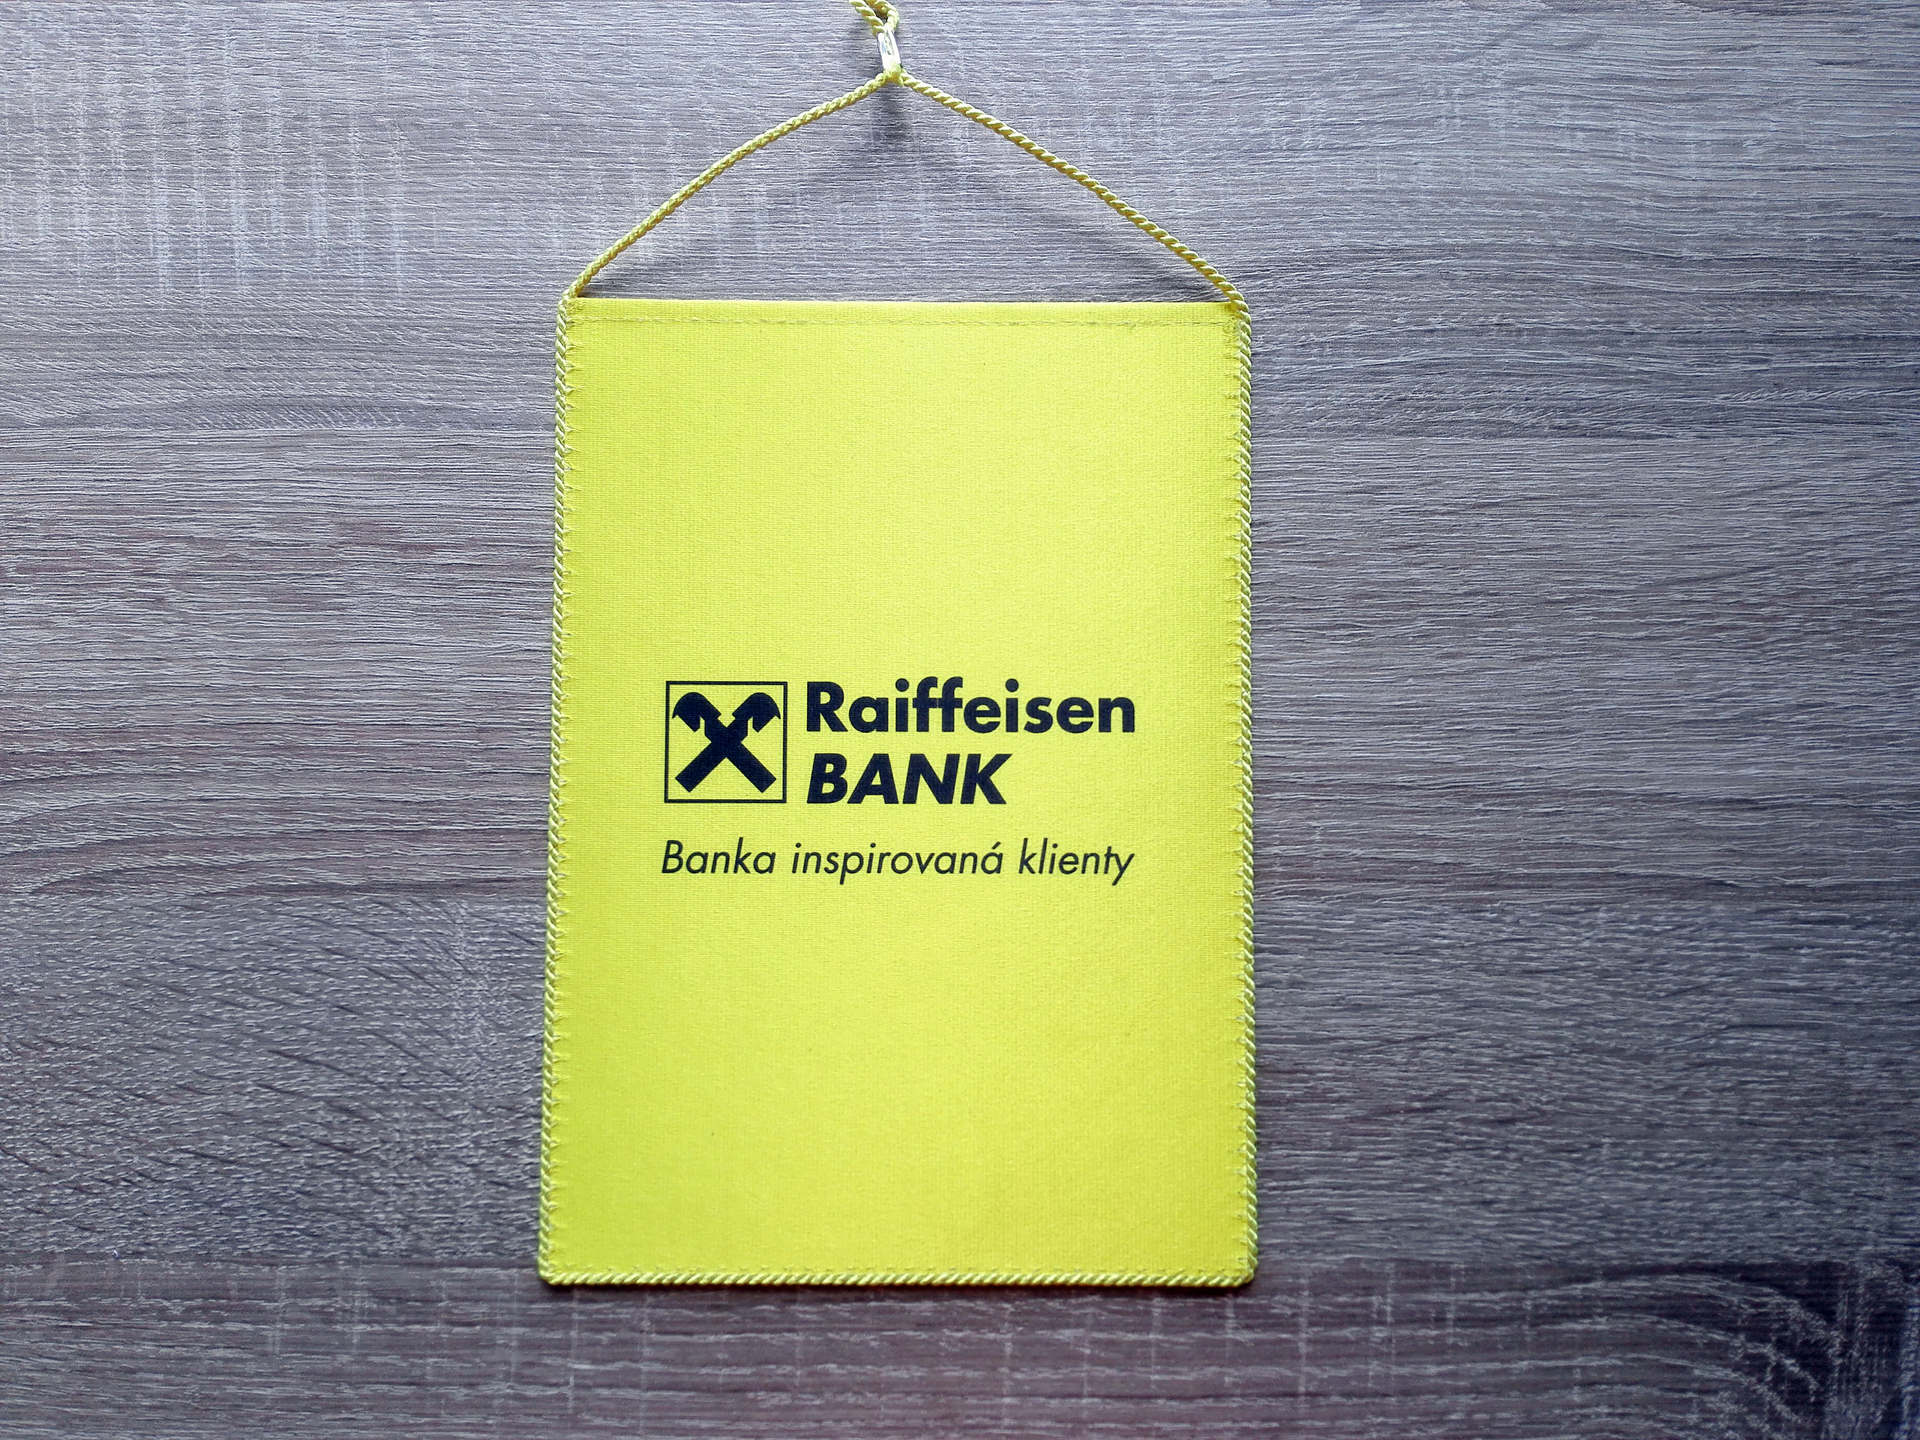 Raiffeisen
BANK
Banka inspirovaná klienty